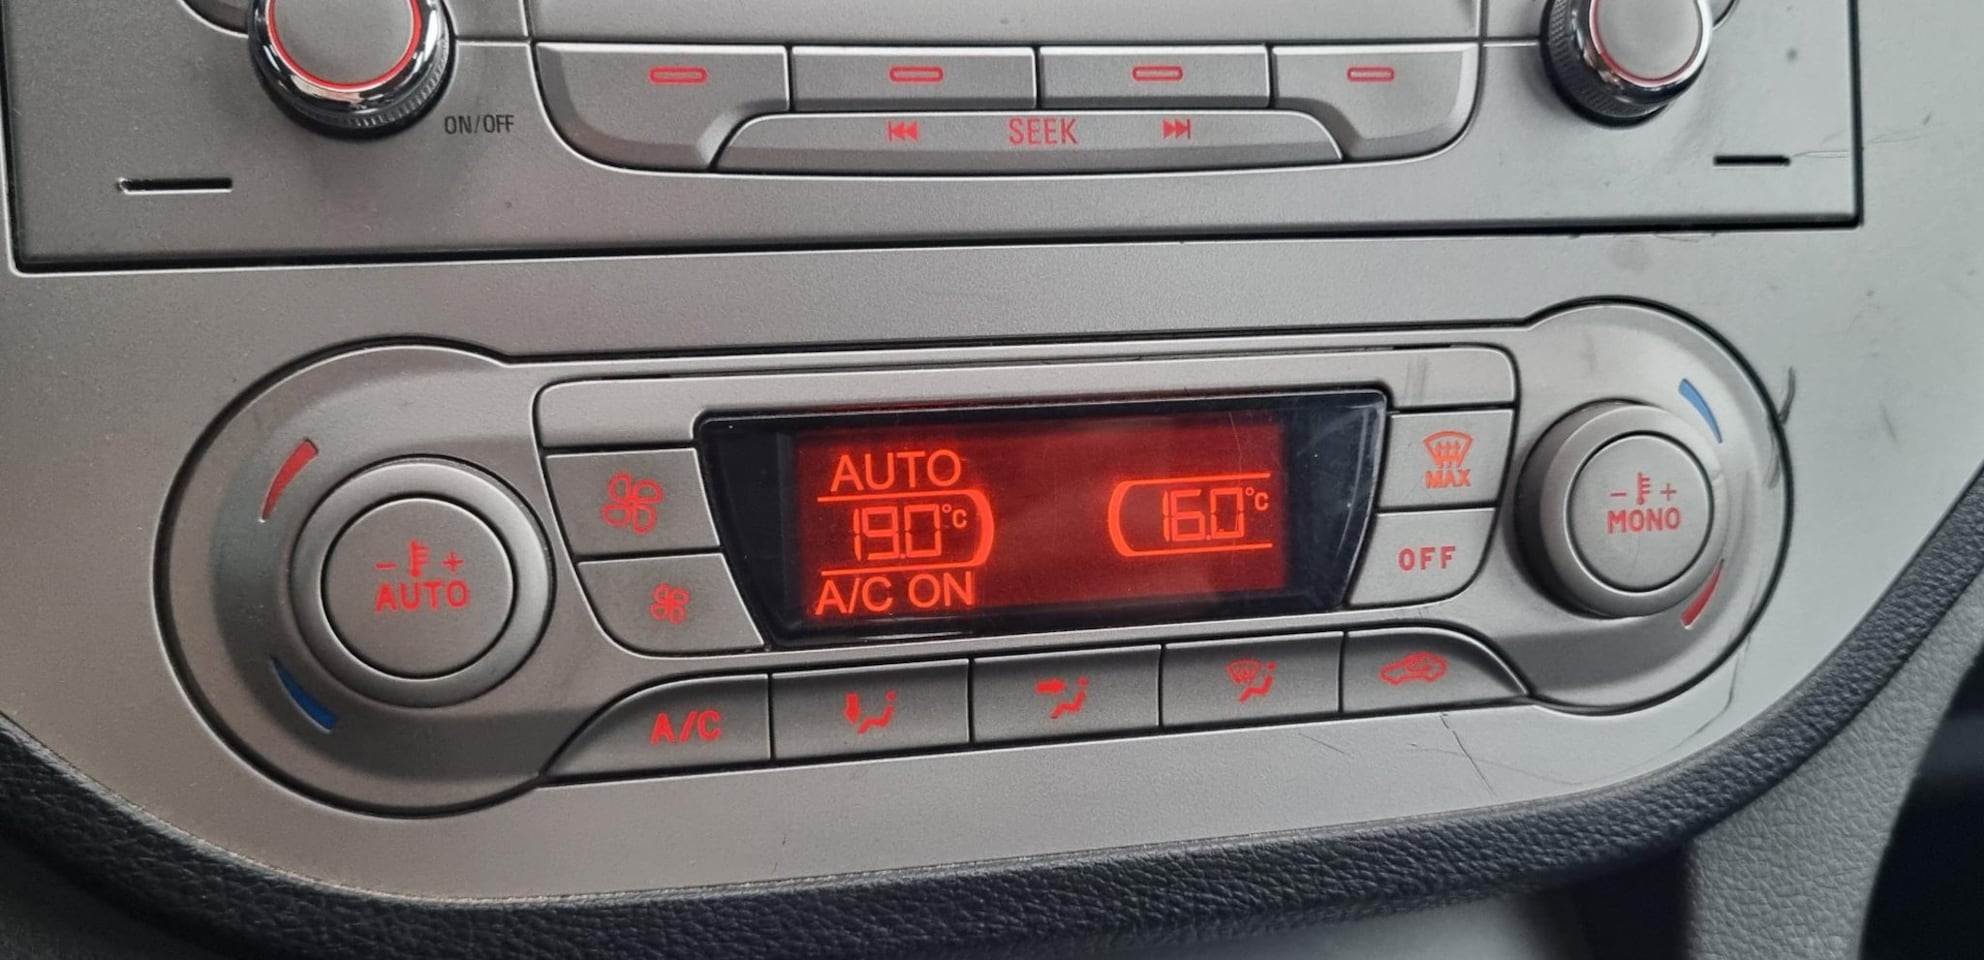 ON/OFF
SEEK
AUTO
19.0°C
16.0°C
A/C ON
MAX
OFF
- +
AUTO
- +
MONO
A/C